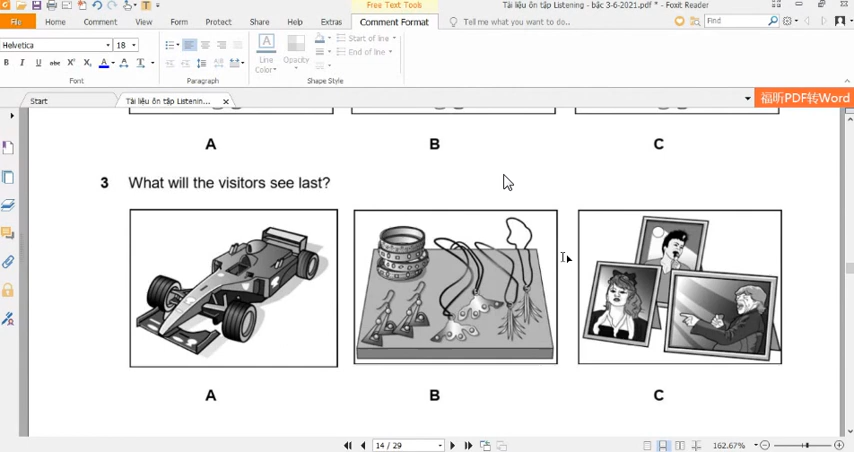 Free Text Tools
Tài liệu ôn tập Listening - bậc 3-6-2021.pdf * - Foxit Reader
File Home Comment View Form Protect Share Help Extras Comment Format Tell me what you want to do... Find
Helvetica 18
B I U abc X² X₂ A A T
Line Color
Opacity
Start of line
End of line
Font Paragraph Shape Style
Start Tài liệu ôn tập Listenin... 福昕PDF转Word
A B C
3 What will the visitors see last?
A B C
14 / 29 162.67%